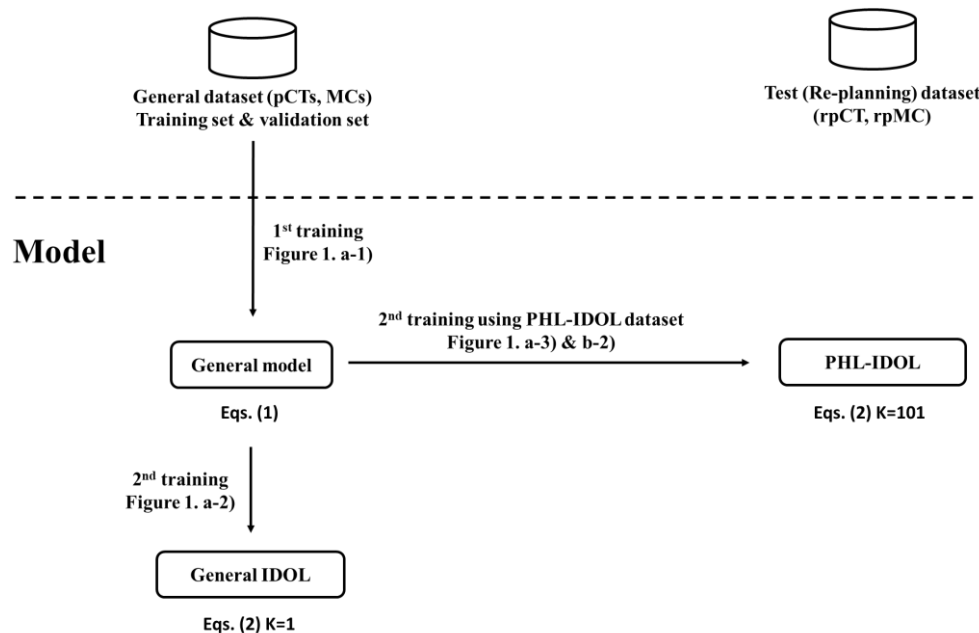 General dataset (pCTs, MCs)
Training set & validation set
Test (Re-planning) dataset
(rpCT, rpMC)
Model
1st training
Figure 1. a-1)
2nd training using PHL-IDOL dataset
Figure 1. a-3) & b-2)
General model
PHL-IDOL
Eqs. (1)
Eqs. (2) K=101
2nd training
Figure 1. a-2)
General IDOL
Eqs. (2) K=1